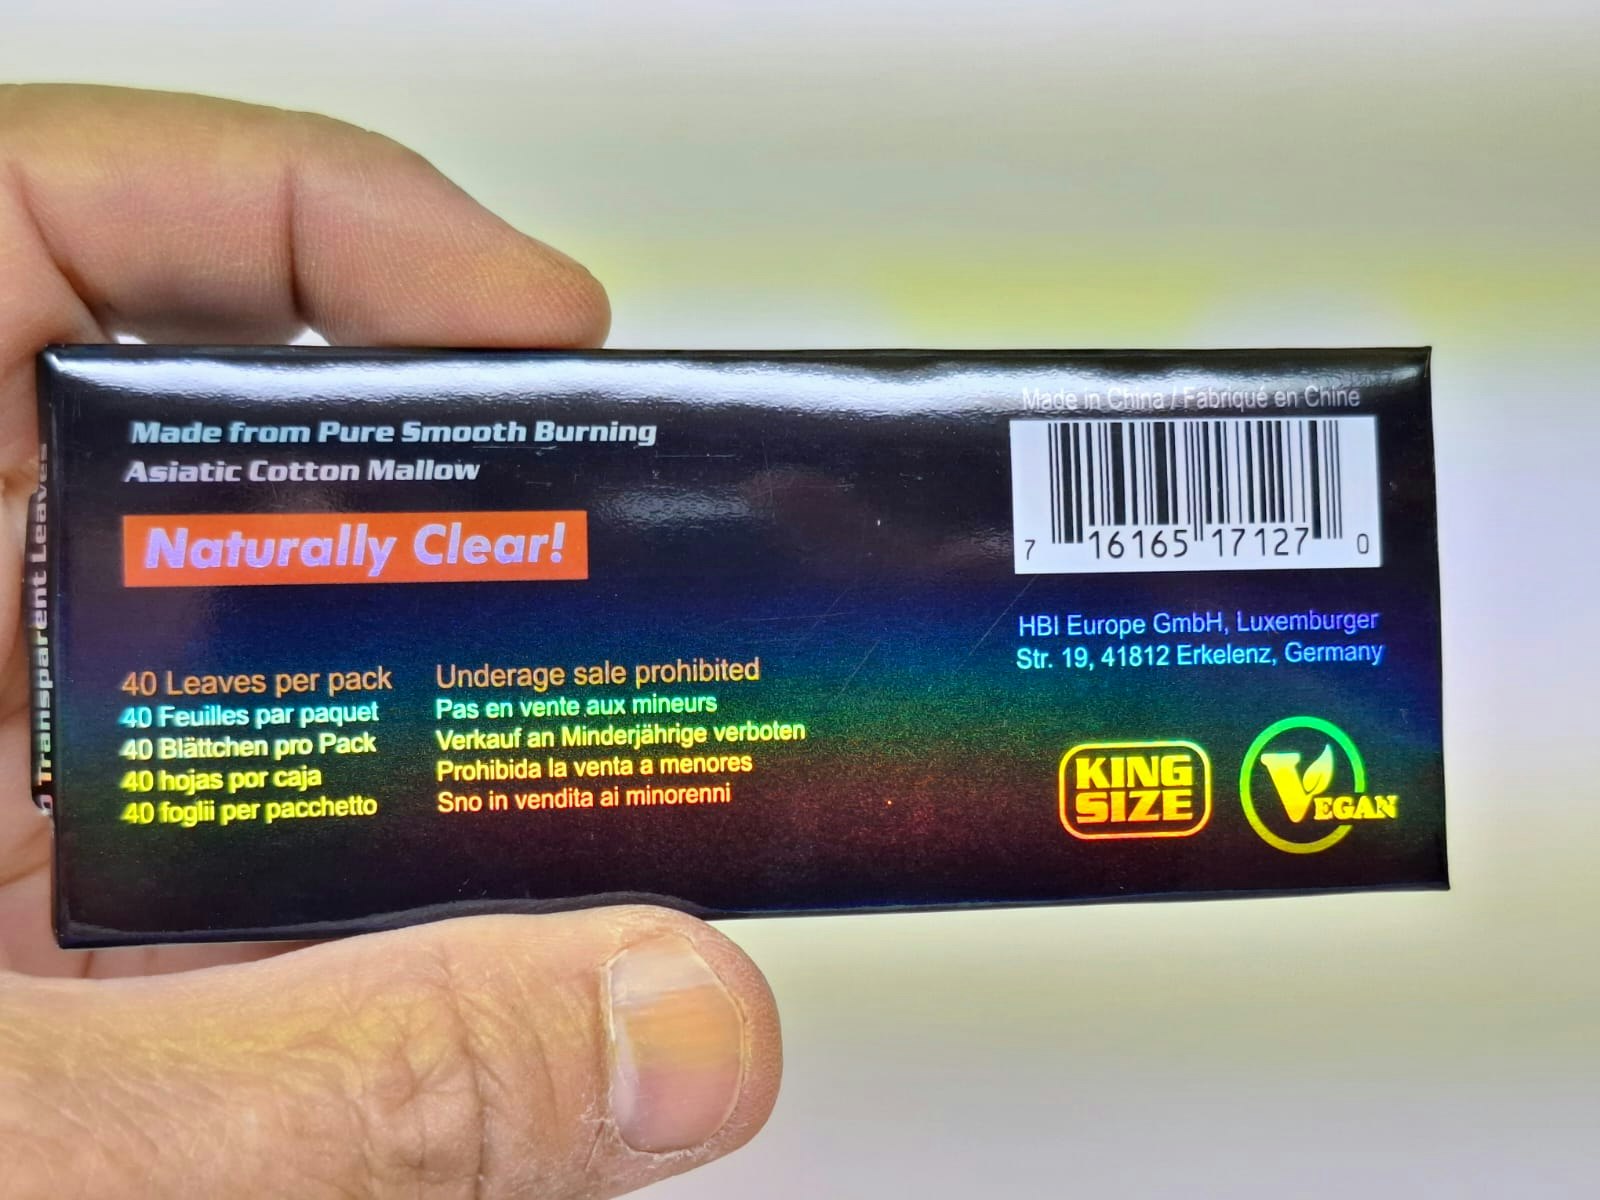 Made from Pure Smooth Burning
Asiatic Cotton Mallow
Naturally Clear!
40 Leaves per pack
40 Feuilles par paquet
40 Blättchen pro Pack
40 hojas por caja
40 foglii per pacchetto
Underage sale prohibited
Pas en vente aux mineurs
Verkauf an Minderjährige verboten
Prohibida la venta a menores
Sno in vendita ai minorenni
Made in China / Fabriqué en Chine
7 16165 17127 0
HBI Europe GmbH, Luxemburger
Str. 19, 41812 Erkelenz, Germany
KING
SIZE
VEGAN
Transparent Leaves